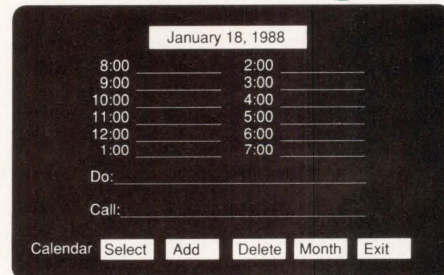 January 18, 1988
8:00 2:00
9:00 3:00
10:00 4:00
11:00 5:00
12:00 6:00
1:00 7:00
Do:
Call:
Calendar Select Add Delete Month Exit